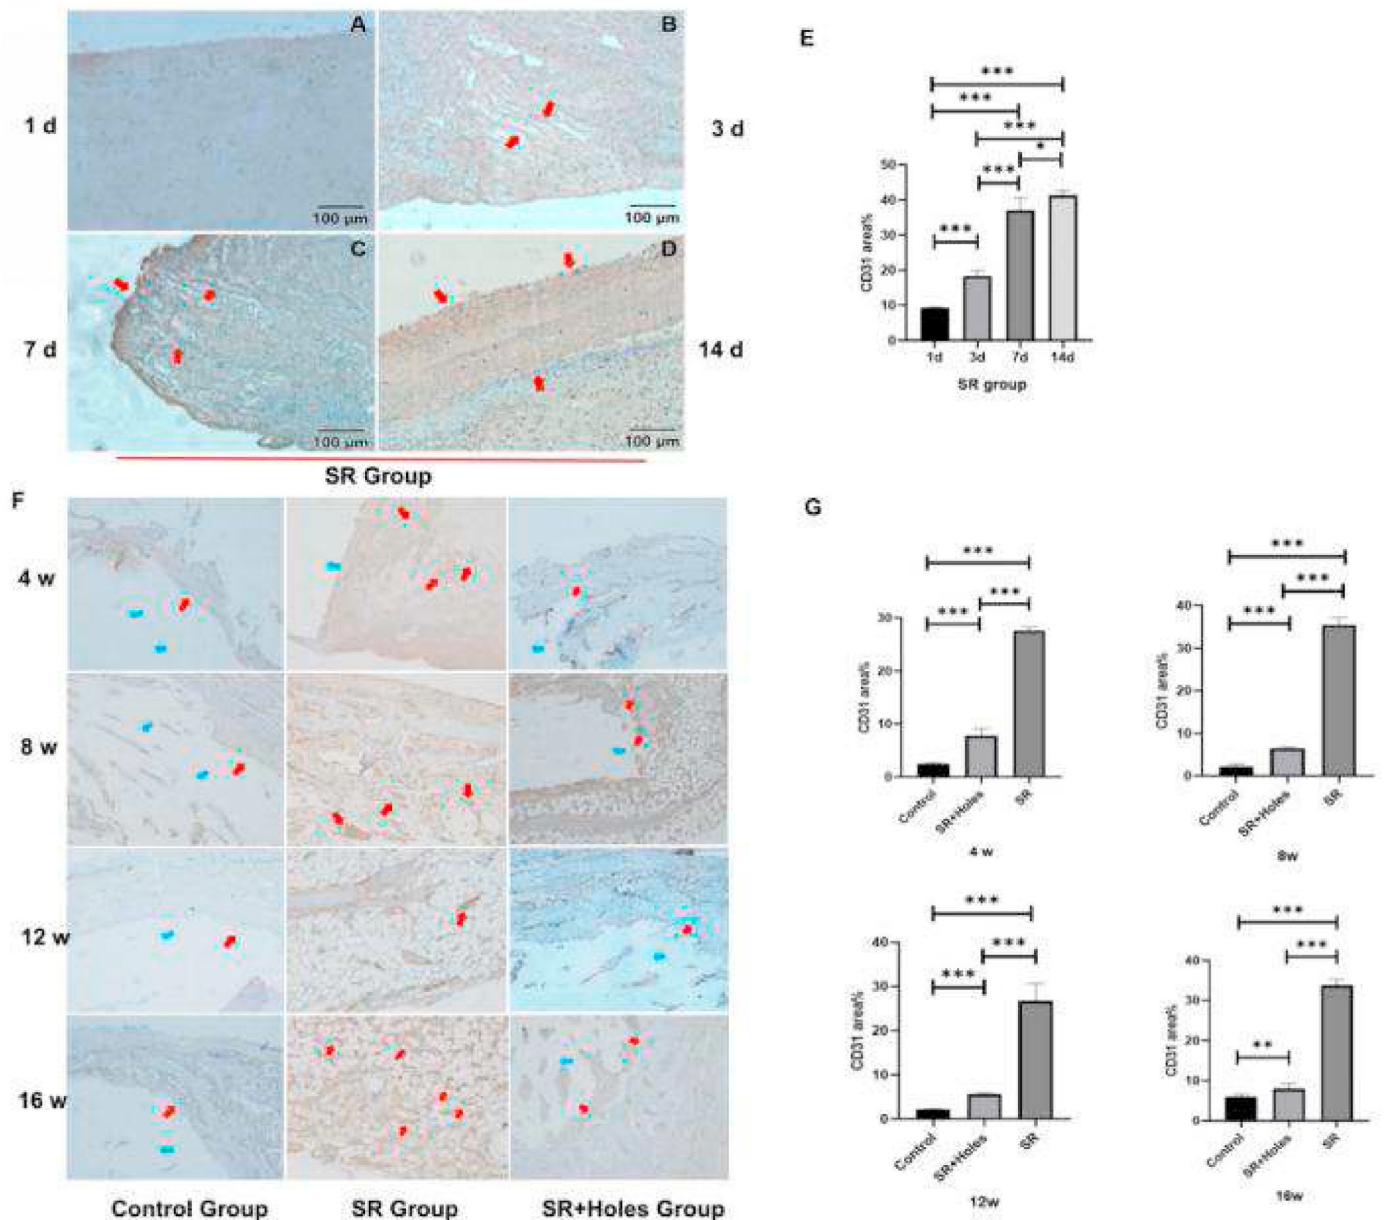 A
B
1 d
3 d
100 µm
100 µm
C
D
7 d
14 d
100 µm
100 µm
SR Group
E
***
***
***
*
***
***
CD31 area%
50
40
30
20
10
0
1d 3d 7d 14d
SR group
F
4 w
8 w
12 w
16 w
Control Group SR Group SR+Holes Group
G
***
***
***
CD31 area%
30
20
10
0
Control SR+Holes SR
4 w
***
***
***
CD31 area%
40
30
20
10
0
Control SR+Holes SR
8w
***
***
***
CD31 area%
40
30
20
10
0
Control SR+Holes SR
12w
***
***
**
CD31 area%
40
30
20
10
0
Control SR+Holes SR
16w